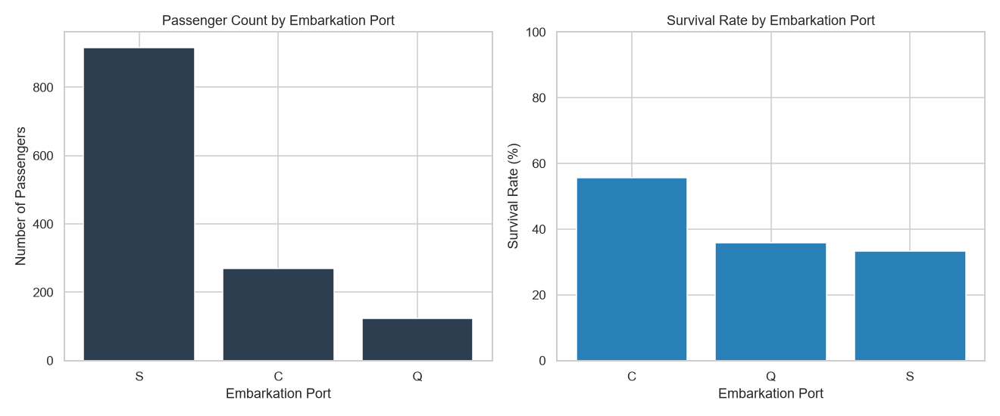 Passenger Count by Embarkation Port
Number of Passengers
800
600
400
200
0
S
C
Q
Embarkation Port
Survival Rate by Embarkation Port
Survival Rate (%)
100
80
60
40
20
0
C
Q
S
Embarkation Port